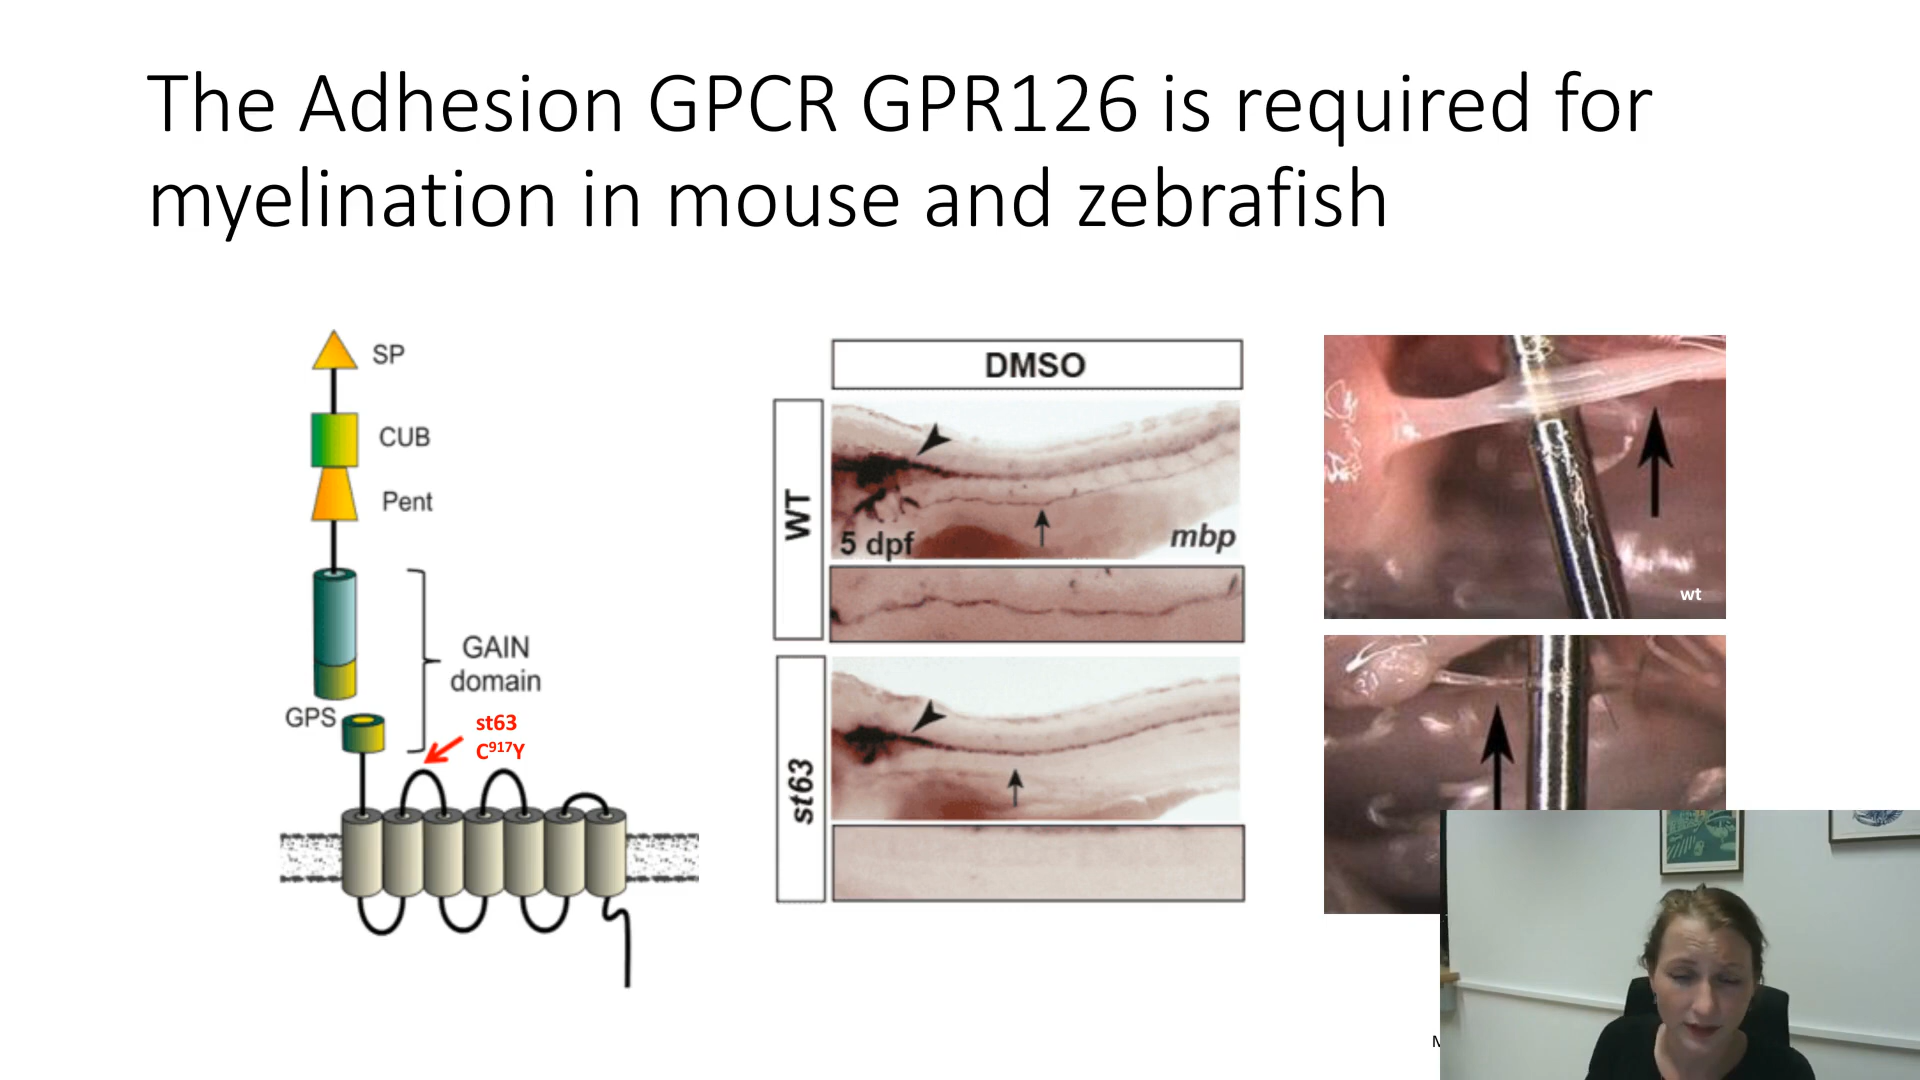 The Adhesion GPCR GPR126 is required for
myelination in mouse and zebrafish
SP
CUB
Pent
GAIN
domain
GPS
st63
C⁹¹⁷Y
DMSO
WT
5 dpf
mbp
st63
wt